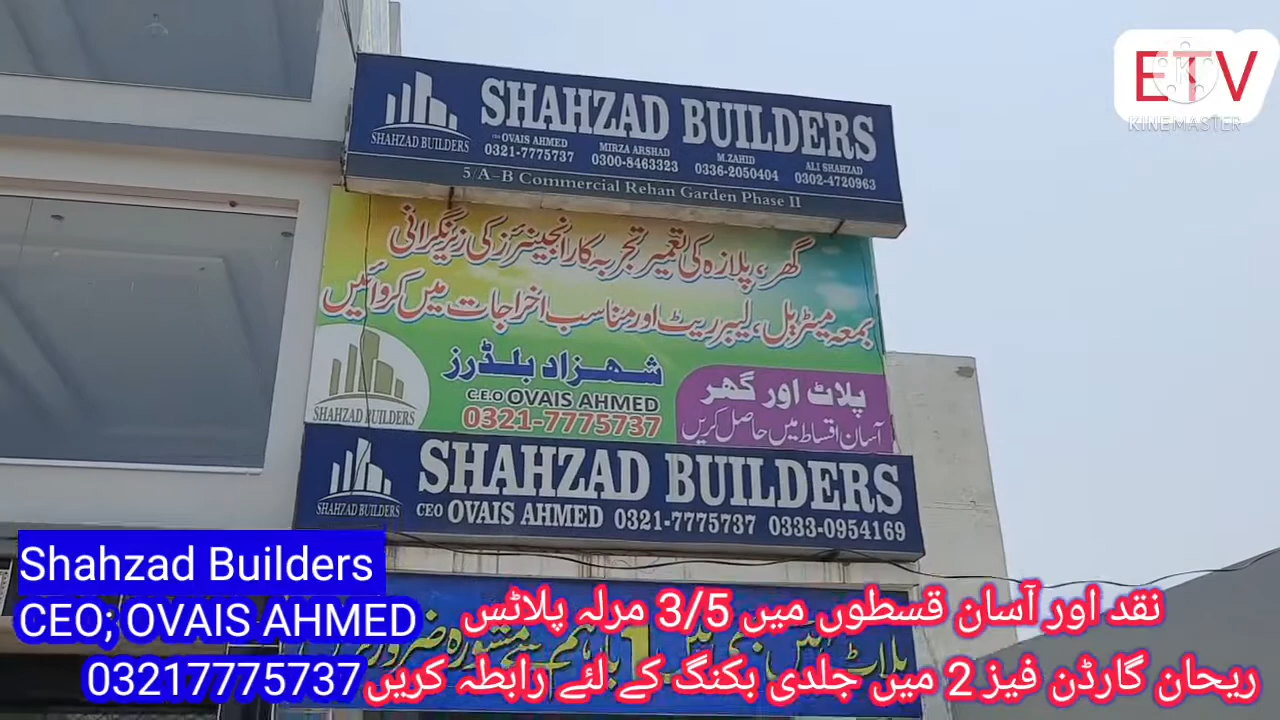 ETV
KINEMASTER
SHAHZAD BUILDERS
SHAHZAD BUILDERS
CEO OVAIS AHMED
0321-7775737
MIRZA ARSHAD
0300-8463323
M.ZAHID
0336-2050404
ALI SHAHZAD
0302-4720963
5/A-B Commercial Rehan Garden Phase II
گھر، پلازہ کی تعمیر تجربہ کار انجینئرز کی زیرنگرانی
بمعہ میٹریل، لیبر ریٹ اور مناسب اخراجات میں کروائیں
شہزاد بلڈرز
C.E.O OVAIS AHMED
0321-7775737
SHAHZAD BUILDERS
پلاٹ اور گھر
آسان اقساط میں حاصل کریں
SHAHZAD BUILDERS
SHAHZAD BUILDERS
CEO OVAIS AHMED 0321-7775737 0333-0954169
Shahzad Builders
CEO; OVAIS AHMED
03217775737
نقد اور آسان قسطوں میں 3/5 مرلہ پلاٹس
ریحان گارڈن فیز 2 میں جلدی بکنگ کے لئے رابطہ کریں
پلاٹ